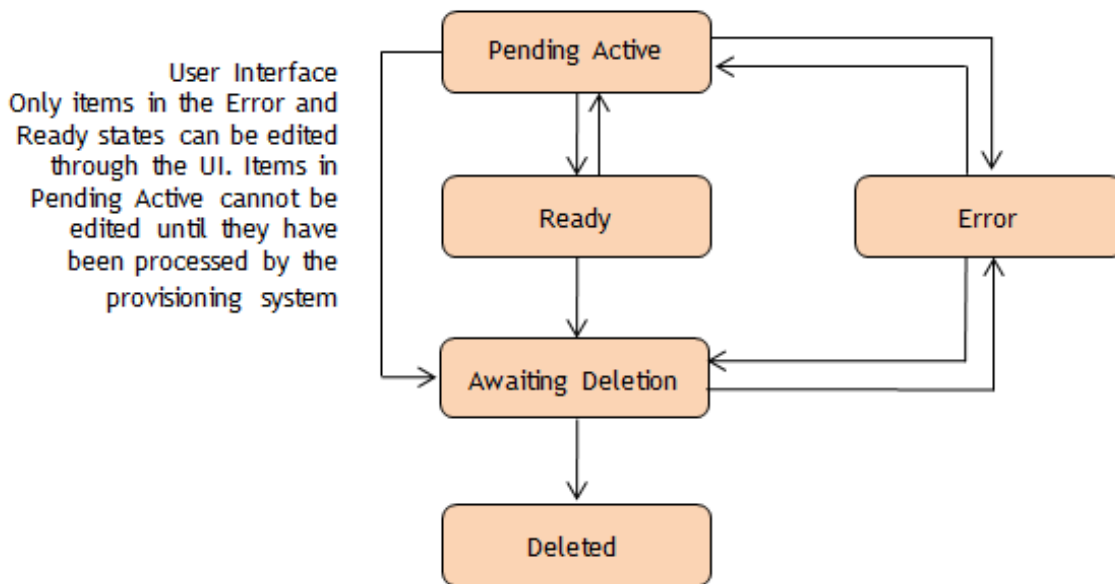 Pending Active
User Interface
Only items in the Error and
Ready states can be edited
through the UI. Items in
Pending Active cannot be
edited until they have
been processed by the
provisioning system
Ready
Error
Awaiting Deletion
Deleted